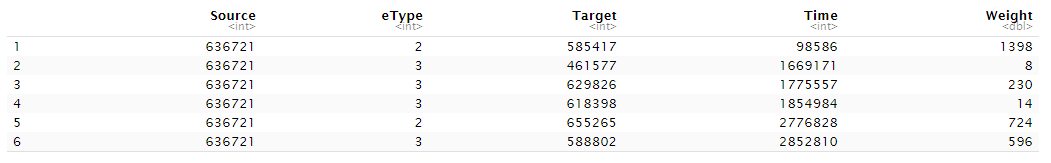 Source eType Target Time Weight
<int> <int> <int> <int> <dbl>
1 636721 2 585417 98586 1398
2 636721 3 461577 1669171 8
3 636721 3 629826 1775557 230
4 636721 3 618398 1854984 14
5 636721 2 655265 2776828 724
6 636721 3 588802 2852810 596